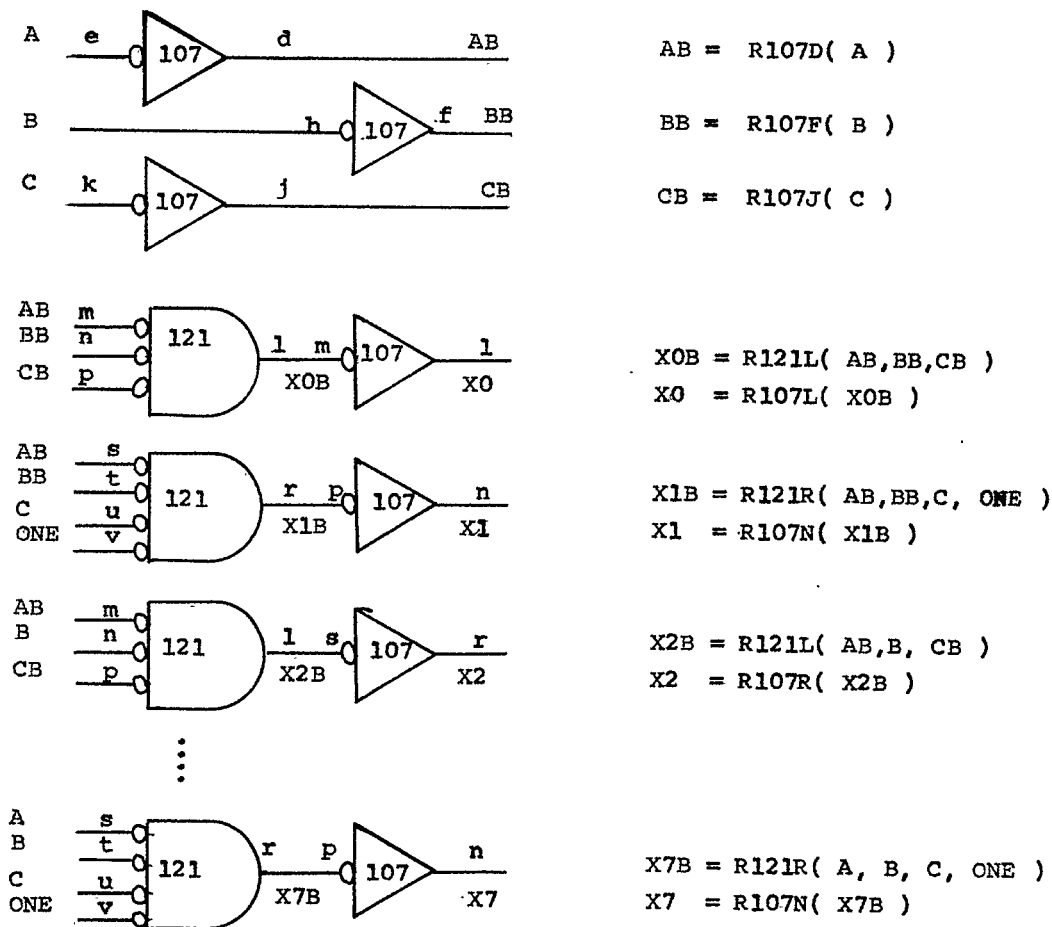 A e 107 d AB AB = R107D( A )
B h 107 f BB BB = R107F( B )
C k 107 j CB CB = R107J( C )
AB m
BB n 121 l m 107 l X0B = R121L( AB,BB,CB )
CB p X0B X0 X0 = R107L( X0B )
AB s
BB t 121 r p 107 n X1B = R121R( AB,BB,C, ONE )
C u X1B X1 X1 = R107N( X1B )
ONE v
AB m
B n 121 l s 107 r X2B = R121L( AB,B, CB )
CB p X2B X2 X2 = R107R( X2B )
A s
B t 121 r p 107 n X7B = R121R( A, B, C, ONE )
C u X7B X7 X7 = R107N( X7B )
ONE v